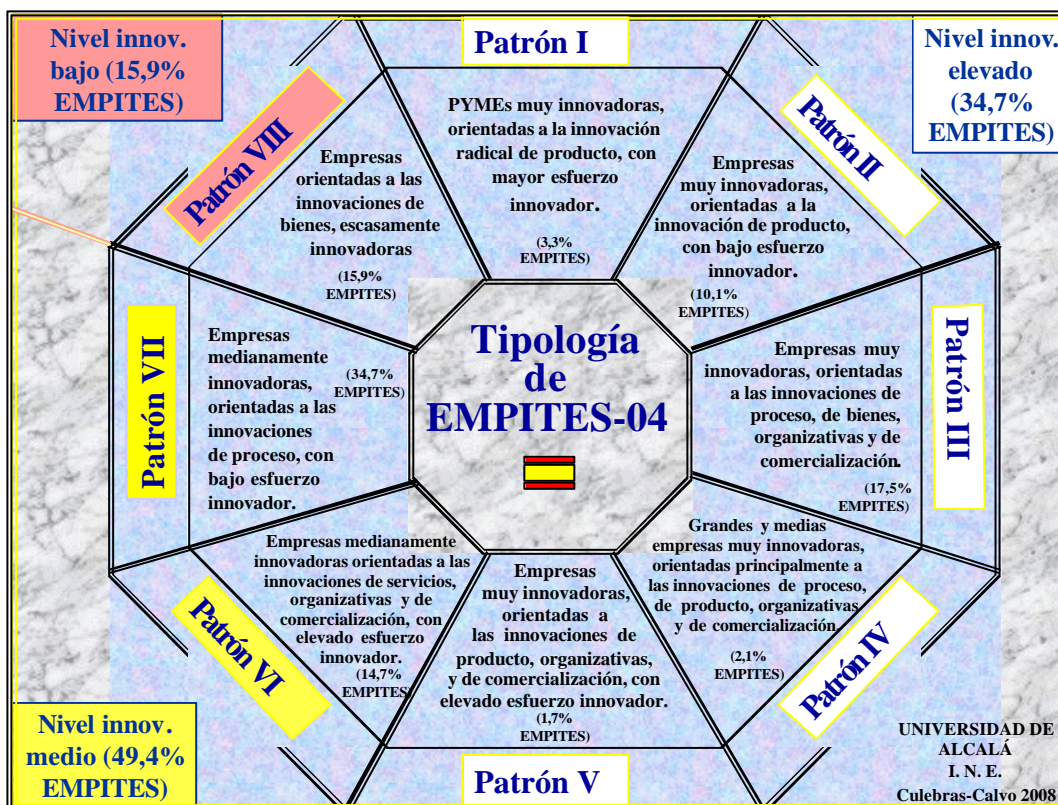 Nivel innov.
bajo (15,9%
EMPITES)
Patrón I
Nivel innov.
elevado
(34,7%
EMPITES)
Patrón VIII
Patrón II
PYMEs muy innovadoras,
orientadas a la innovación
radical de producto, con
mayor esfuerzo
innovador.
(3,3%
EMPITES)
Empresas
orientadas a las
innovaciones de
bienes, escasamente
innovadoras
(15,9%
EMPITES)
Empresas
muy innovadoras,
orientadas a la
innovación de producto,
con bajo esfuerzo
innovador.
(10,1%
EMPITES)
Tipología
de
EMPITES-04
Patrón VII
Empresas
medianamente
innovadoras,
orientadas a las
innovaciones
de proceso, con
bajo esfuerzo
innovador.
(34,7%
EMPITES)
Patrón III
Empresas muy
innovadoras, orientadas
a las innovaciones de
proceso, de bienes,
organizativas y de
comercialización.
(17,5%
EMPITES)
Empresas medianamente
innovadoras orientadas a las
innovaciones de servicios,
organizativas y de
comercialización, con
elevado esfuerzo
innovador.
(14,7%
EMPITES)
Patrón VI
Empresas
muy innovadoras,
orientadas a
las innovaciones de
producto, organizativas,
y de comercialización, con
elevado esfuerzo innovador.
(1,7%
EMPITES)
Grandes y medias
empresas muy innovadoras,
orientadas principalmente a
las innovaciones de proceso,
de producto, organizativas
y de comercialización.
(2,1%
EMPITES)
Patrón IV
Nivel innov.
medio (49,4%
EMPITES)
Patrón V
UNIVERSIDAD DE
ALCALÁ
I. N. E.
Culebras-Calvo 2008